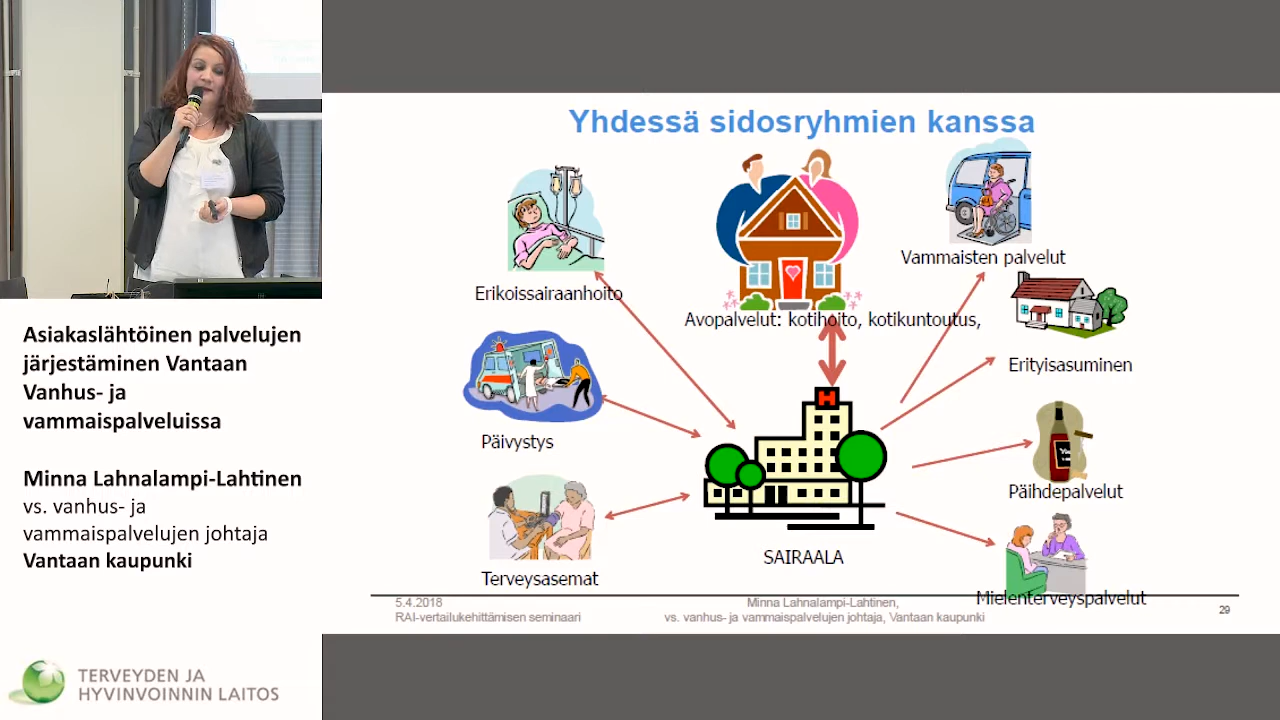 Asiakaslähtöinen palvelujen
järjestäminen Vantaan
Vanhus- ja
vammaispalveluissa
Minna Lahnalampi-Lahtinen
vs. vanhus- ja
vammaispalvelujen johtaja
Vantaan kaupunki
TERVEYDEN JA
HYVINVOINNIN LAITOS
Yhdessä sidosryhmien kanssa
Erikoissairaanhoito
Avopalvelut: kotihoito, kotikuntoutus,
Vammaisten palvelut
Erityisasuminen
Päivystys
H
Päihdepalvelut
Terveysasemat
SAIRAALA
Mielenterveyspalvelut
5.4.2018
RAI-vertailukehittämisen seminaari
Minna Lahnalampi-Lahtinen,
vs. vanhus- ja vammaispalvelujen johtaja, Vantaan kaupunki
29